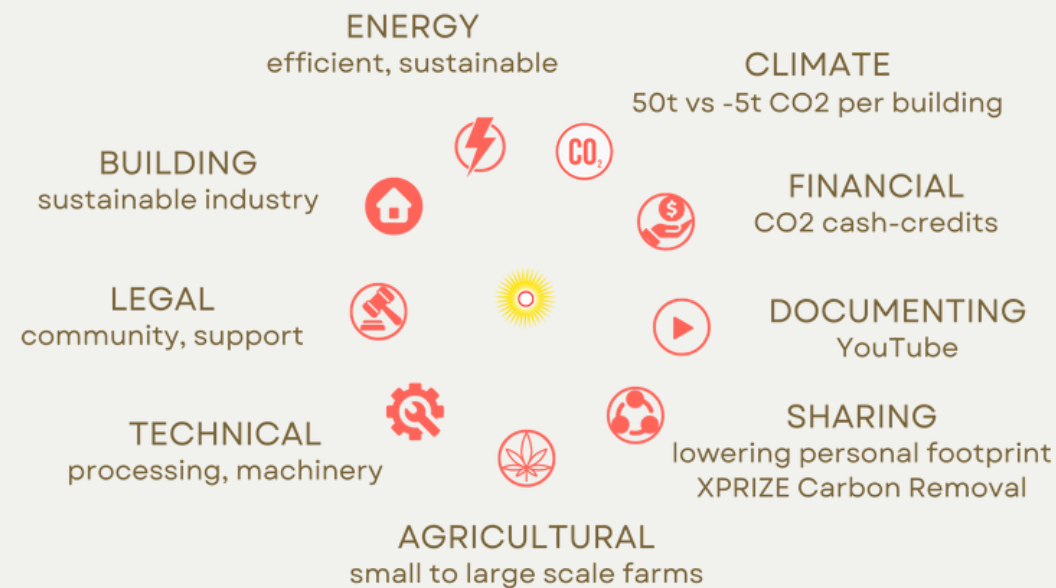 ENERGY
efficient, sustainable
CLIMATE
50t vs -5t CO2 per building
CO2
BUILDING
sustainable industry
FINANCIAL
CO2 cash-credits
$
LEGAL
community, support
DOCUMENTING
YouTube
SHARING
lowering personal footprint
XPRIZE Carbon Removal
TECHNICAL
processing, machinery
AGRICULTURAL
small to large scale farms